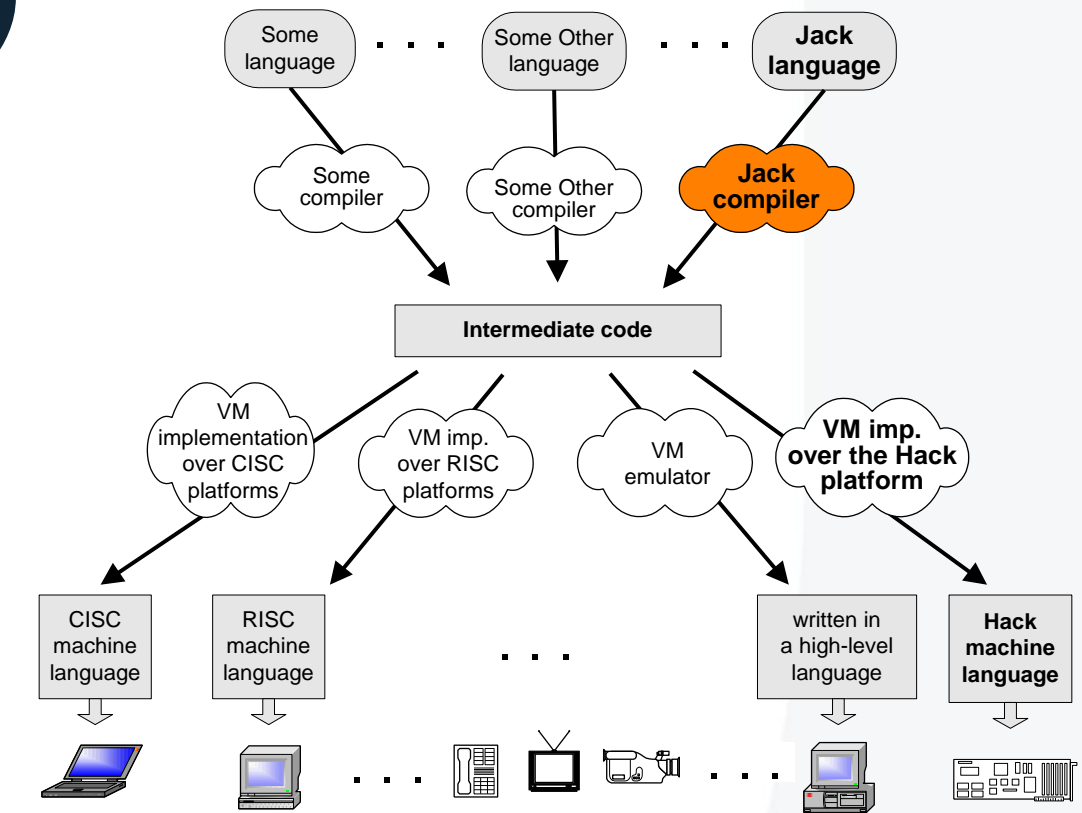 Some
language
. . .
Some Other
language
. . .
Jack
language
Some
compiler
Some Other
compiler
Jack
compiler
Intermediate code
VM
implementation
over CISC
platforms
VM imp.
over RISC
platforms
VM
emulator
VM imp.
over the Hack
platform
CISC
machine
language
RISC
machine
language
. . .
written in
a high-level
language
Hack
machine
language
. . .
. . .